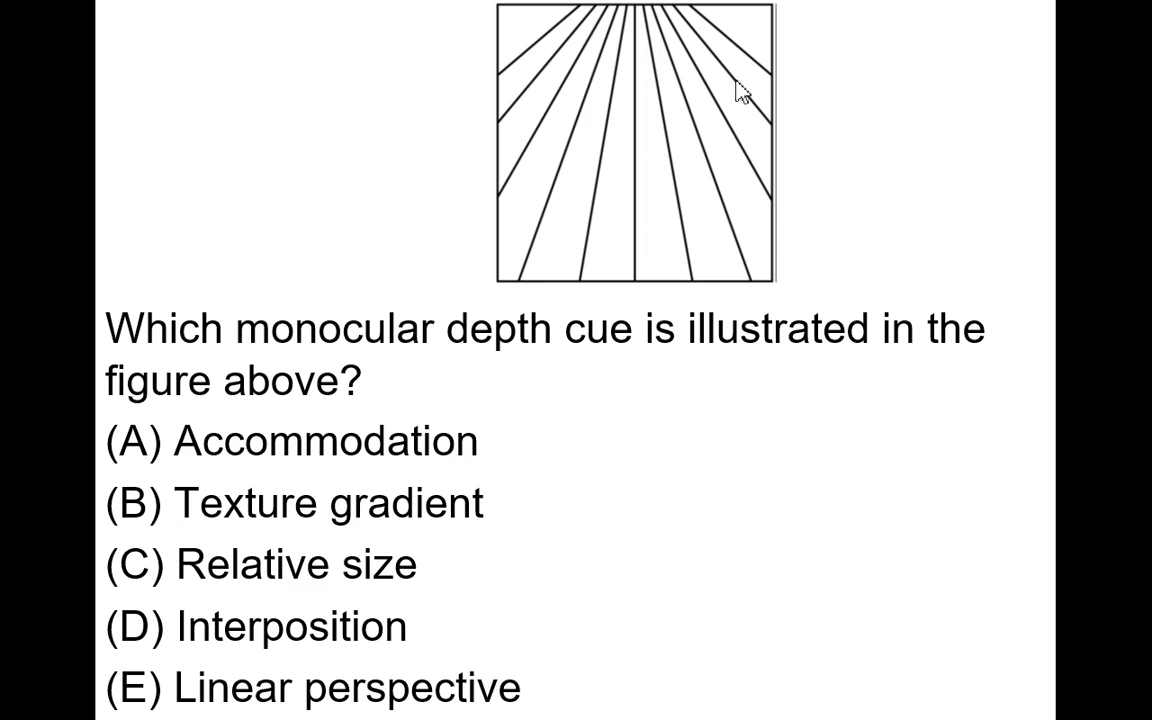 Which monocular depth cue is illustrated in the
figure above?
(A) Accommodation
(B) Texture gradient
(C) Relative size
(D) Interposition
(E) Linear perspective